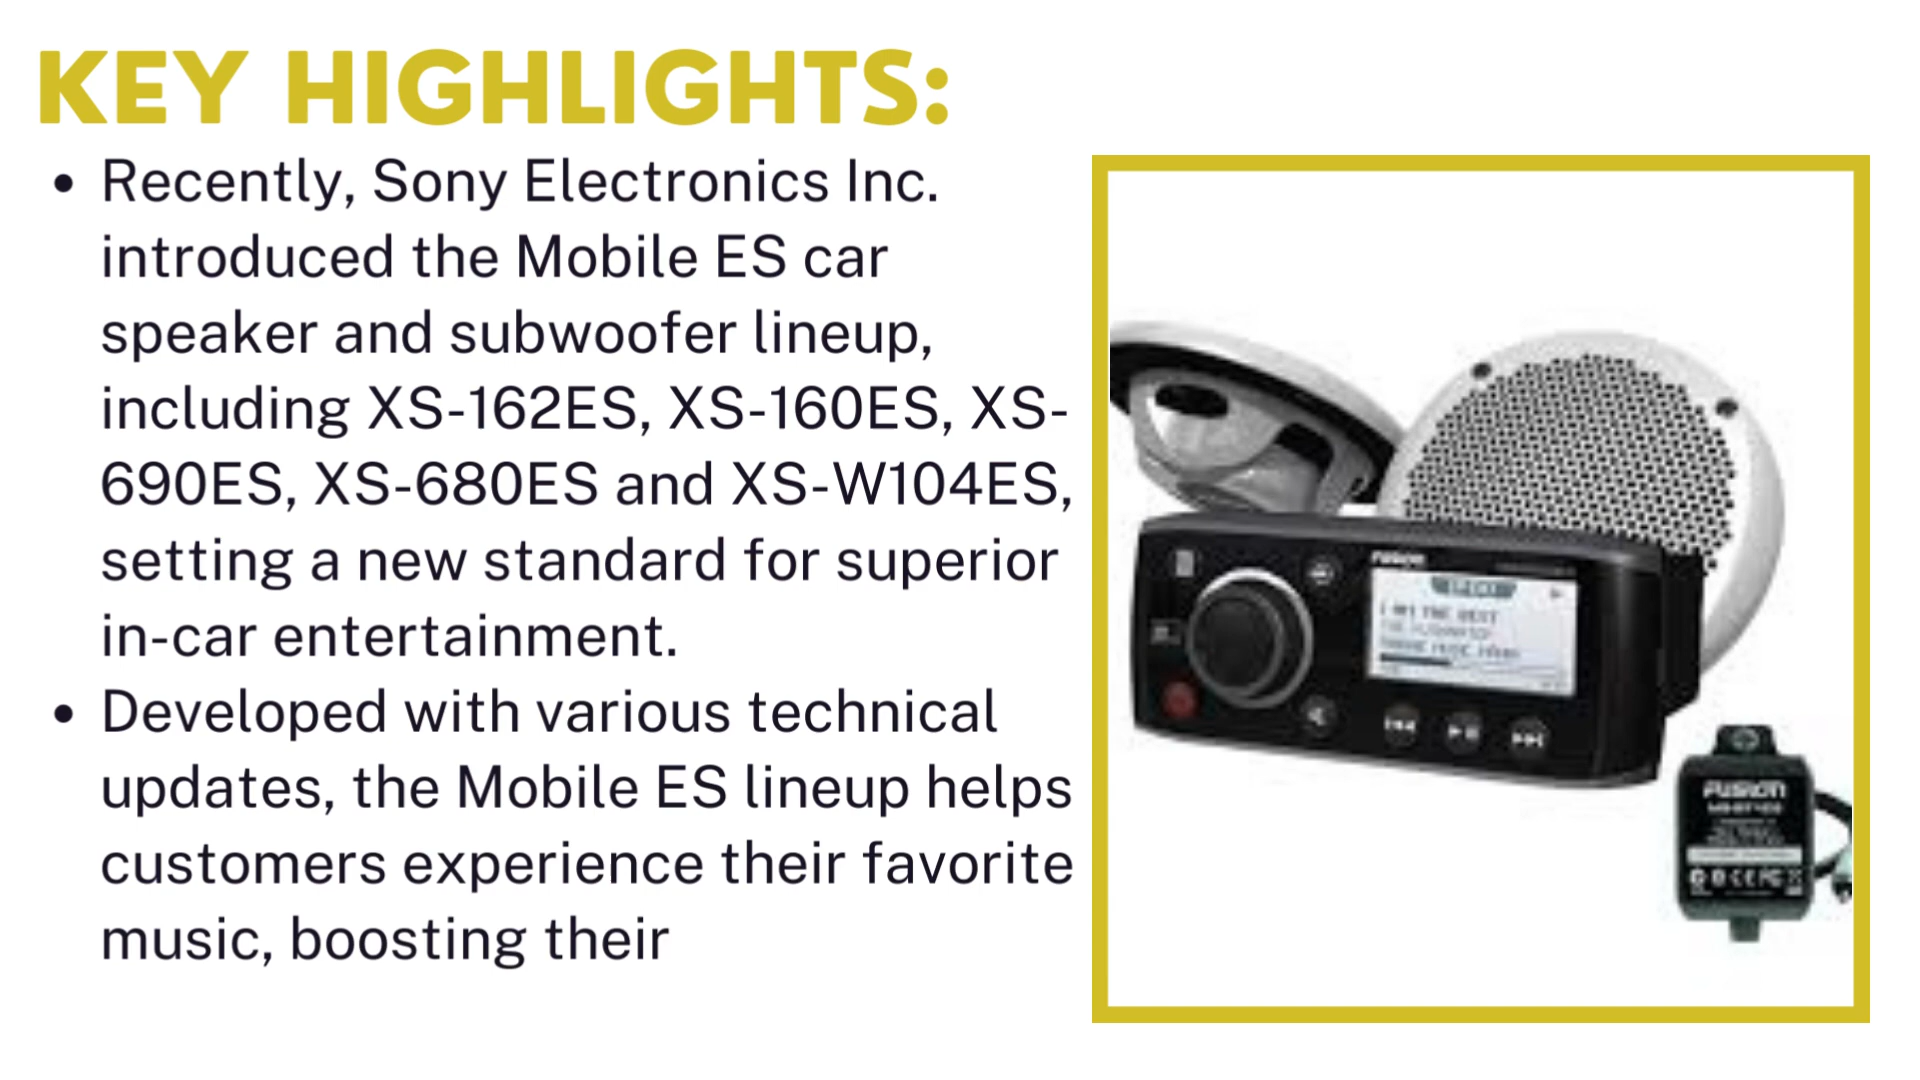 KEY HIGHLIGHTS:
• Recently, Sony Electronics Inc.
introduced the Mobile ES car
speaker and subwoofer lineup,
including XS-162ES, XS-160ES, XS-
690ES, XS-680ES and XS-W104ES,
setting a new standard for superior
in-car entertainment.
• Developed with various technical
updates, the Mobile ES lineup helps
customers experience their favorite
music, boosting their
FUSION
FUSION